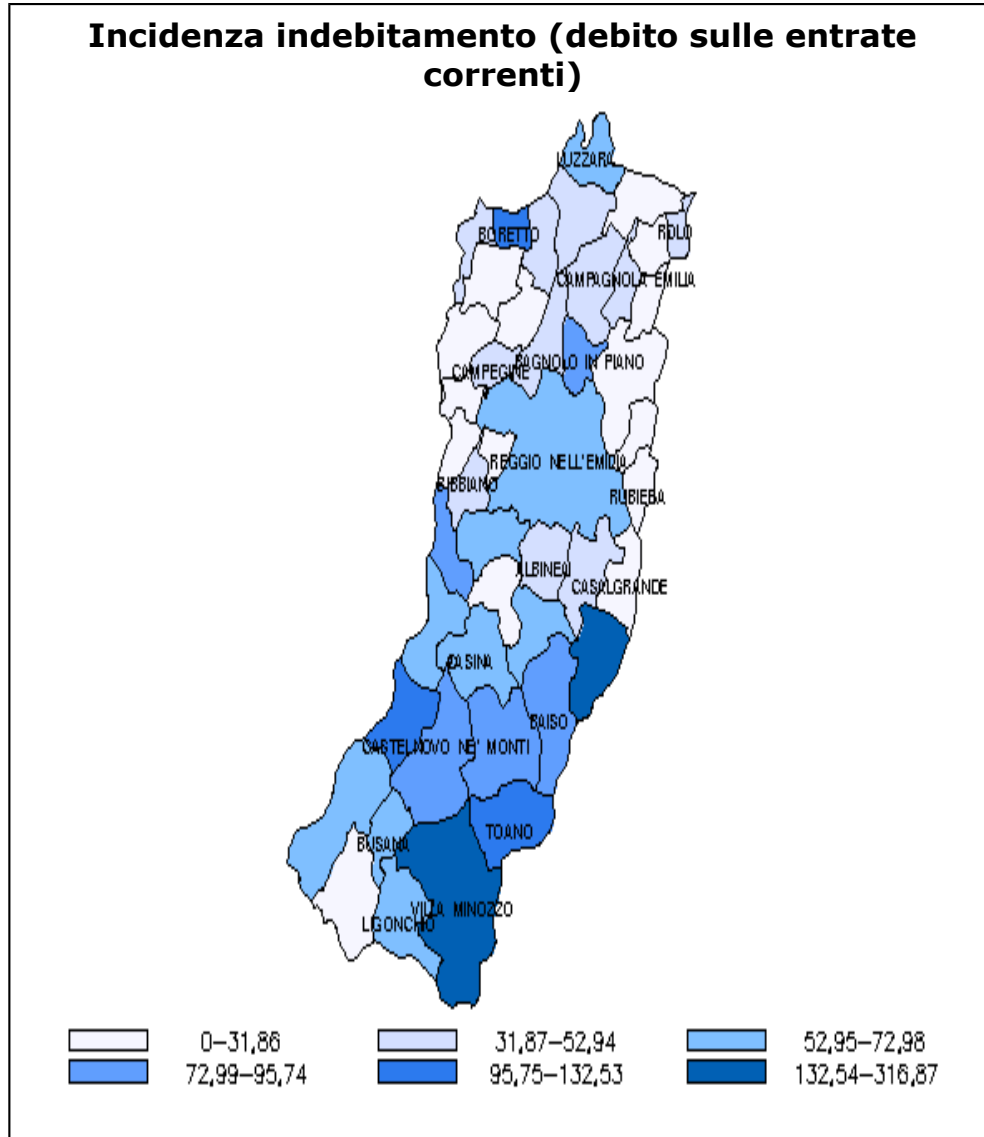 Incidenza indebitamento (debito sulle entrate
correnti)
LUZZARA
BORETTO
ROLO
CAMPAGNOLA EMILIA
BAGNOLO IN PIANO
CAMPEGINE
REGGIO NELL'EMILIA
BIBBIANO
RUBIERA
ALBINEA
CASALGRANDE
CASINA
BAISO
CASTELNOVO NE' MONTI
TOANO
BUSANA
VILLA MINOZZO
LIGONCHIO
0–31,86
31,87–52,94
52,95–72,98
72,99–95,74
95,75–132,53
132,54–316,87